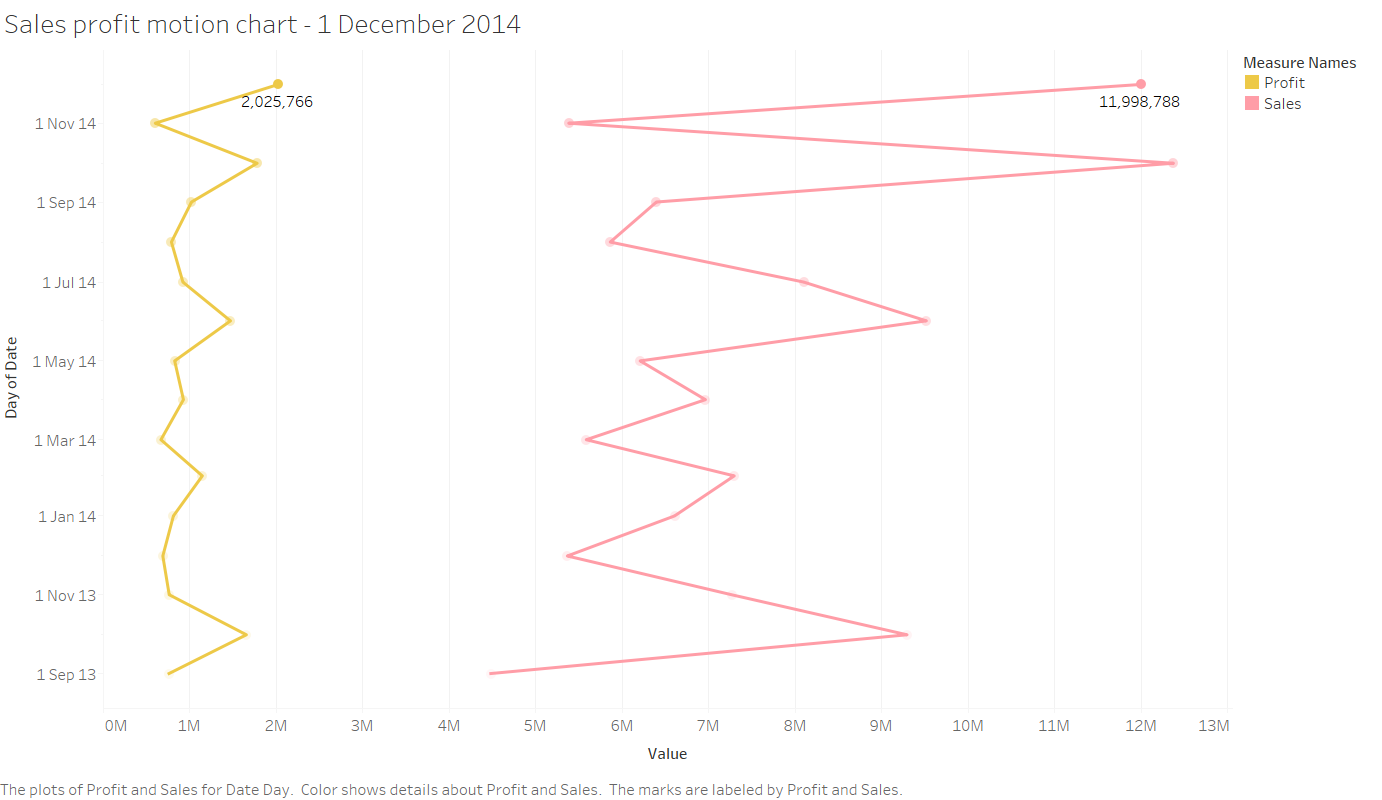 Sales profit motion chart - 1 December 2014
Measure Names
Profit
Sales
2,025,766
11,998,788
1 Nov 14
1 Sep 14
1 Jul 14
1 May 14
1 Mar 14
1 Jan 14
1 Nov 13
1 Sep 13
Day of Date
0M 1M 2M 3M 4M 5M 6M 7M 8M 9M 10M 11M 12M 13M
Value
The plots of Profit and Sales for Date Day. Color shows details about Profit and Sales. The marks are labeled by Profit and Sales.